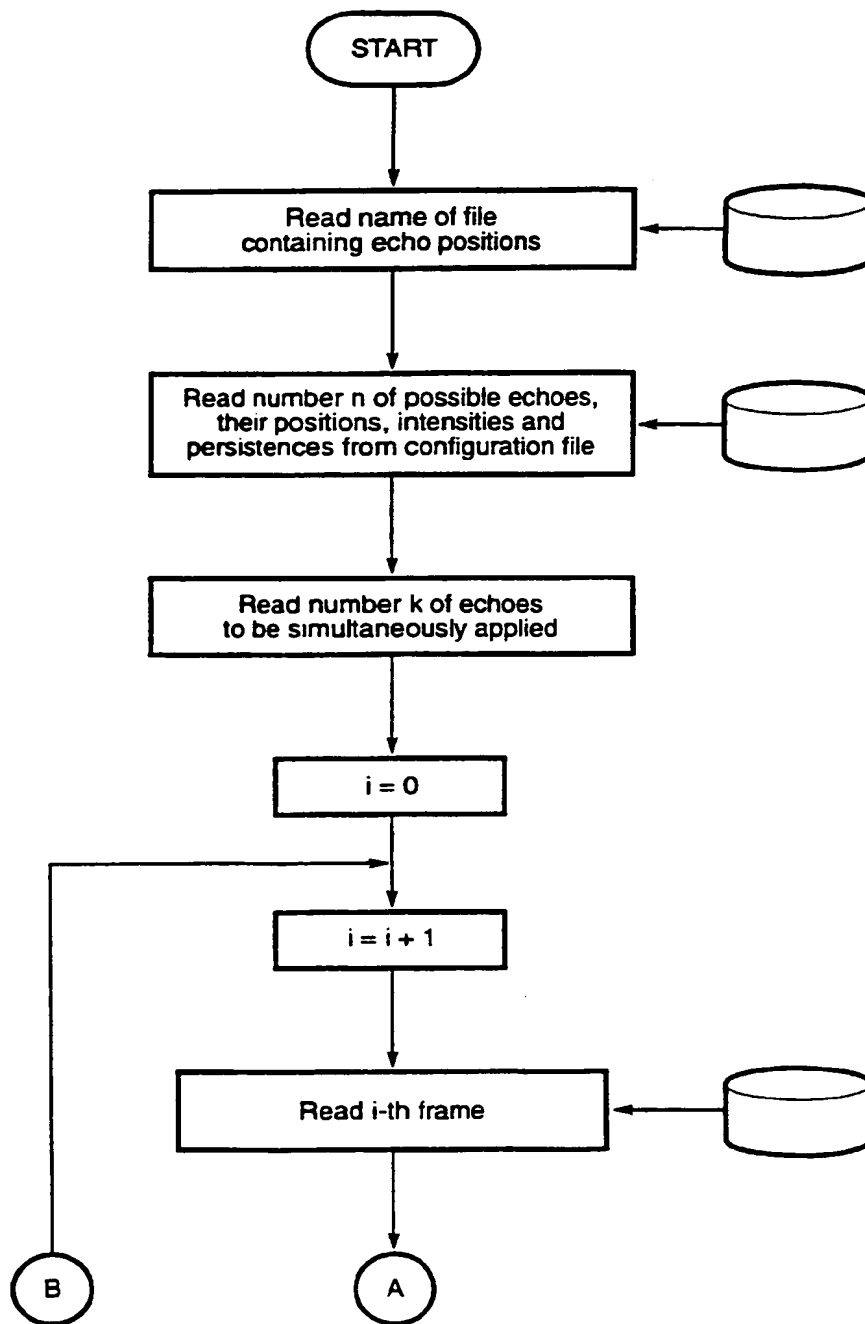 START
Read name of file
containing echo positions
Read number n of possible echoes,
their positions, intensities and
persistences from configuration file
Read number k of echoes
to be simultaneously applied
i = 0
i = i + 1
Read i-th frame
B
A